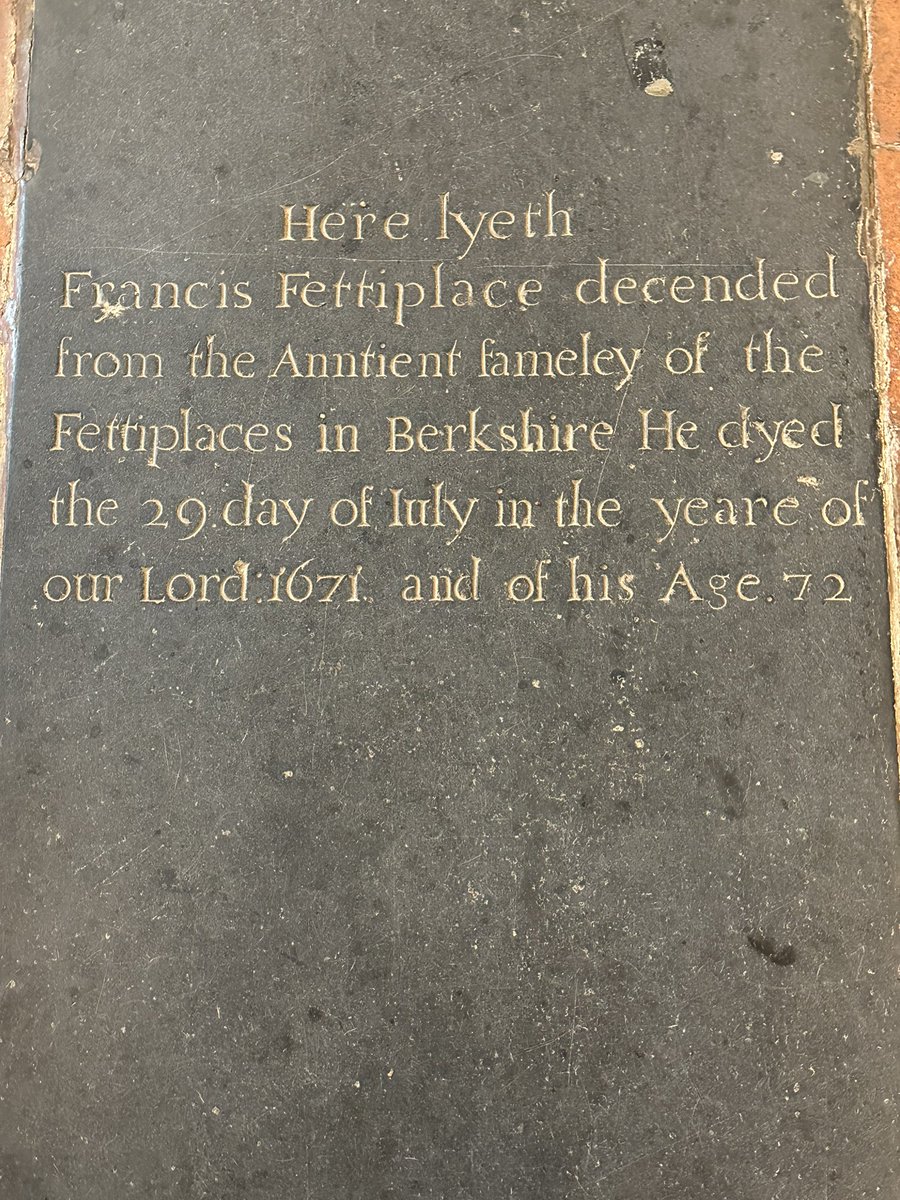 Here lyeth
Francis Fettiplace decended
from the Anntient fameley of the
Fettiplaces in Berkshire He dyed
the 29.day of Iuly in the yeare of
our Lord:1671. and of his Age.72